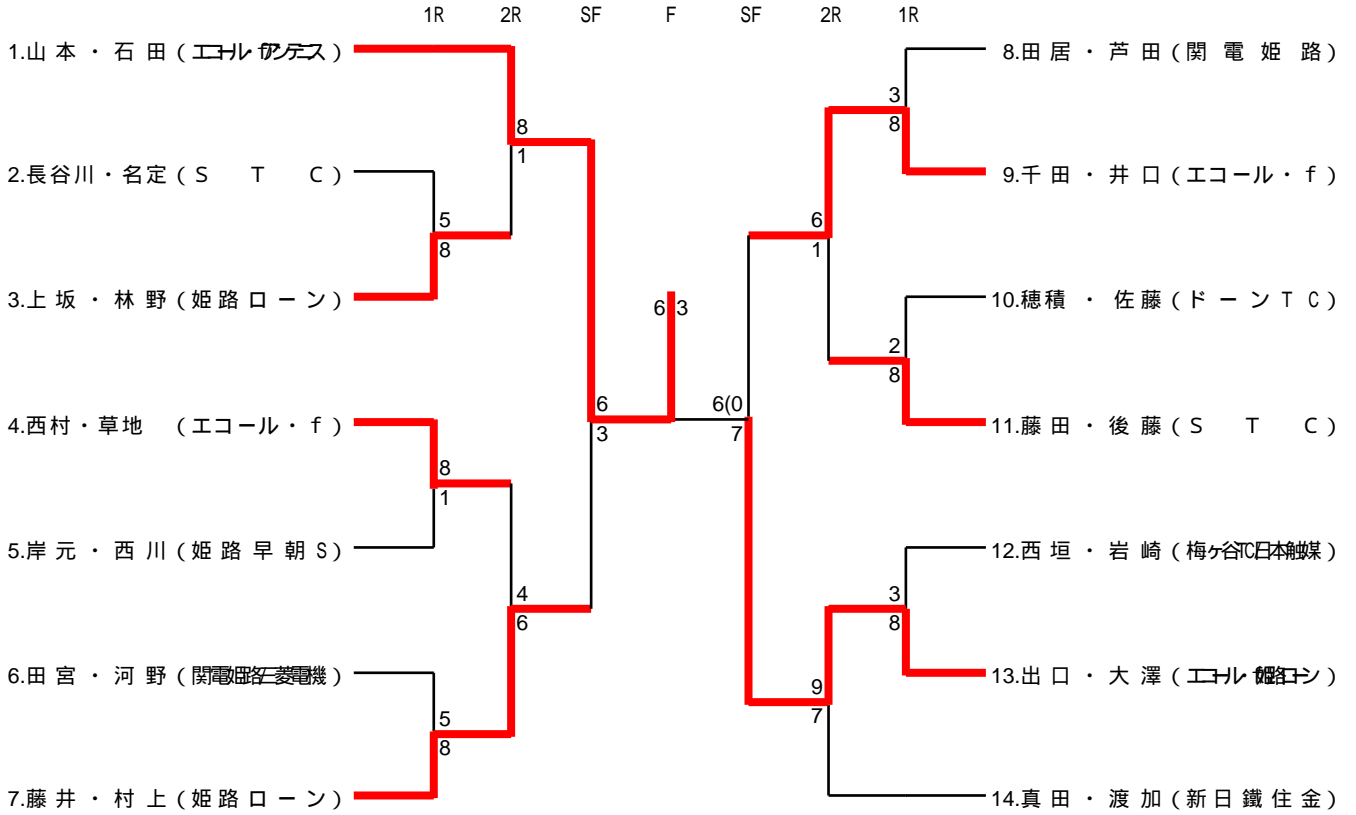 1R 2R SF F SF 2R 1R
1.山本・石田(エコール・f/アンテニス)
8.田居・芦田(関電姫路)
3
8
8
1
2.長谷川・名定(S T C)
9.千田・井口(エコール・f)
5
8
6
1
3.上坂・林野(姫路ローン)
10.穂積・佐藤(ドーンTC)
6 3
2
8
6
3
6(0
7
4.西村・草地 (エコール・f)
11.藤田・後藤(S T C)
8
1
5.岸元・西川(姫路早朝S)
12.西垣・岩崎(梅ヶ谷TC/日本触媒)
4
6
3
8
6.田宮・河野(関電姫路/三菱電機)
13.出口・大澤(エコール・f/姫路ローン)
5
8
9
7
7.藤井・村上(姫路ローン)
14.真田・渡加(新日鐵住金)